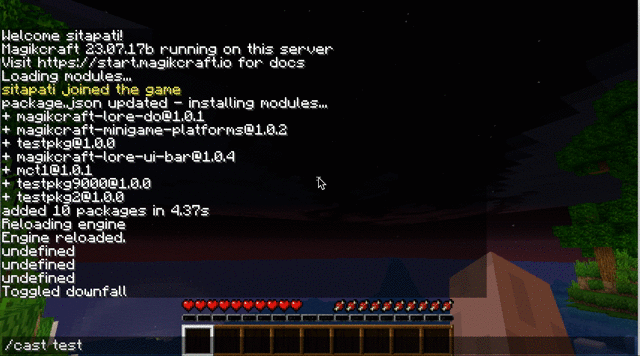 Welcome sitapati!
Magikcraft 23.07.17b running on this server
Visit https://start.magikcraft.io for docs
Loading modules...
sitapati joined the game
package.json updated - installing modules...
+ magikcraft-lore-do@1.0.1
+ magikcraft-minigame-platforms@1.0.2
+ testpkg@1.0.0
+ magikcraft-lore-ui-bar@1.0.4
+ mct1@1.0.1
+ testpkg9000@1.0.0
+ testpkg2@1.0.0
added 10 packages in 4.37s
Reloading engine
Engine reloaded.
undefined
undefined
undefined
Toggled downfall
/cast test